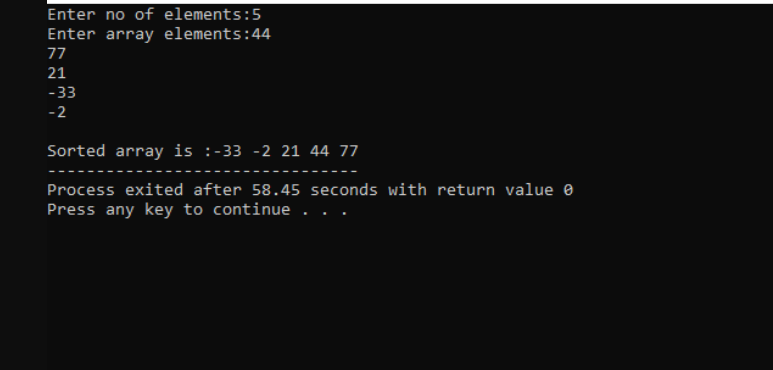 Enter no of elements:5
Enter array elements:44
77
21
-33
-2
Sorted array is :-33 -2 21 44 77
--------------------------------
Process exited after 58.45 seconds with return value 0
Press any key to continue . . .